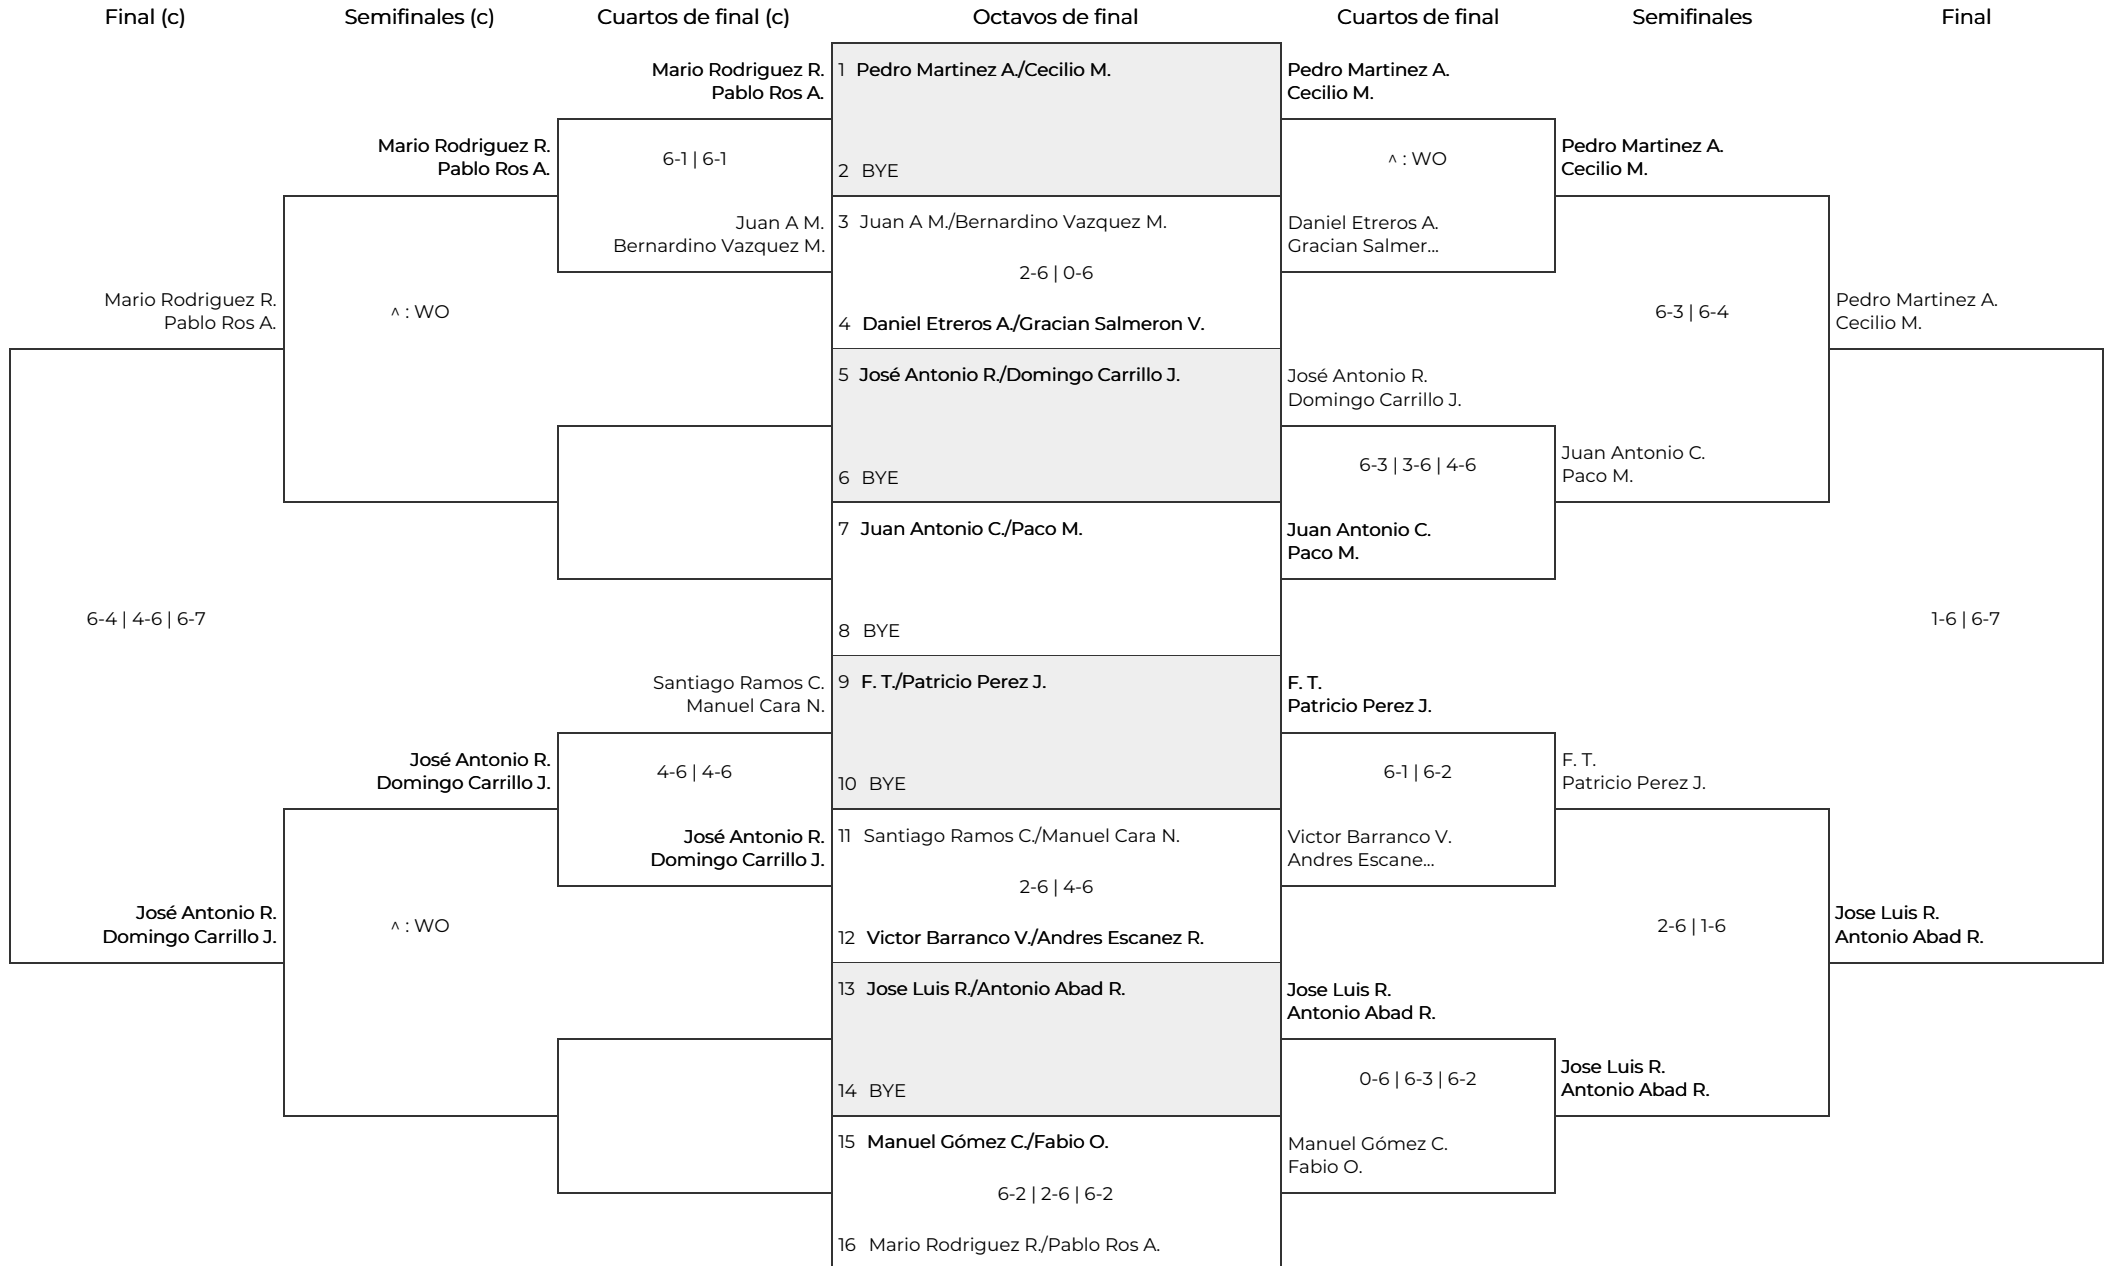 Final (c)
Semifinales (c)
Cuartos de final (c)
Octavos de final
Cuartos de final
Semifinales
Final
Mario Rodriguez R.
Pablo Ros A.
6-4 | 4-6 | 6-7
José Antonio R.
Domingo Carrillo J.
Mario Rodriguez R.
Pablo Ros A.
^ : WO
José Antonio R.
Domingo Carrillo J.
^ : WO
Mario Rodriguez R.
Pablo Ros A.
6-1 | 6-1
Juan A M.
Bernardino Vazquez M.
Santiago Ramos C.
Manuel Cara N.
4-6 | 4-6
José Antonio R.
Domingo Carrillo J.
1 Pedro Martinez A./Cecilio M.
2 BYE
3 Juan A M./Bernardino Vazquez M.
2-6 | 0-6
4 Daniel Etreros A./Gracian Salmeron V.
5 José Antonio R./Domingo Carrillo J.
6 BYE
7 Juan Antonio C./Paco M.
8 BYE
9 F. T./Patricio Perez J.
10 BYE
11 Santiago Ramos C./Manuel Cara N.
2-6 | 4-6
12 Victor Barranco V./Andres Escanez R.
13 Jose Luis R./Antonio Abad R.
14 BYE
15 Manuel Gómez C./Fabio O.
6-2 | 2-6 | 6-2
16 Mario Rodriguez R./Pablo Ros A.
Pedro Martinez A.
Cecilio M.
^ : WO
Daniel Etreros A.
Gracian Salmer...
José Antonio R.
Domingo Carrillo J.
6-3 | 3-6 | 4-6
Juan Antonio C.
Paco M.
F. T.
Patricio Perez J.
6-1 | 6-2
Victor Barranco V.
Andres Escane...
Jose Luis R.
Antonio Abad R.
0-6 | 6-3 | 6-2
Manuel Gómez C.
Fabio O.
Pedro Martinez A.
Cecilio M.
6-3 | 6-4
Juan Antonio C.
Paco M.
F. T.
Patricio Perez J.
2-6 | 1-6
Jose Luis R.
Antonio Abad R.
Pedro Martinez A.
Cecilio M.
1-6 | 6-7
Jose Luis R.
Antonio Abad R.